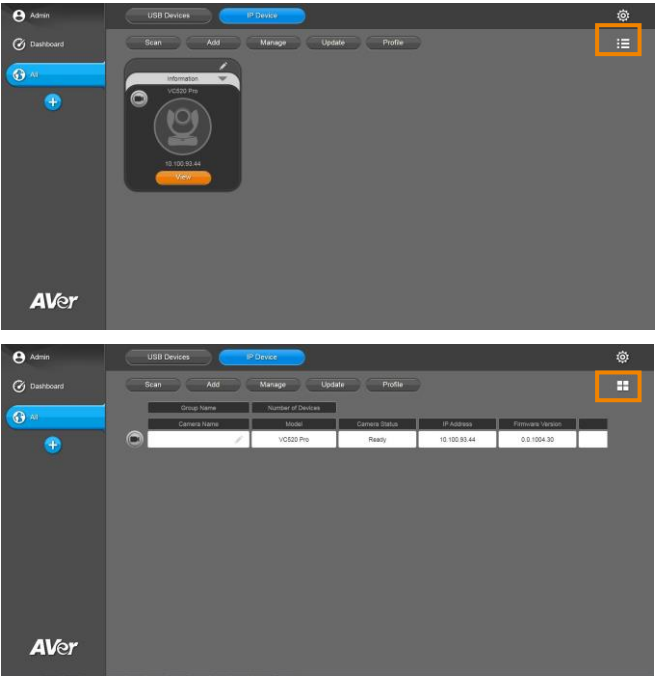 Admin USB Devices IP Device
Dashboard Scan Add Manage Update Profile
All
Information
VC520 Pro
10.100.93.44
View
AVer
Admin USB Devices IP Device
Dashboard Scan Add Manage Update Profile
All
Group Name Number of Devices
Camera Name Model Camera Status IP Address Firmware Version
VC520 Pro Ready 10.100.93.44 0.0.1004.30
AVer